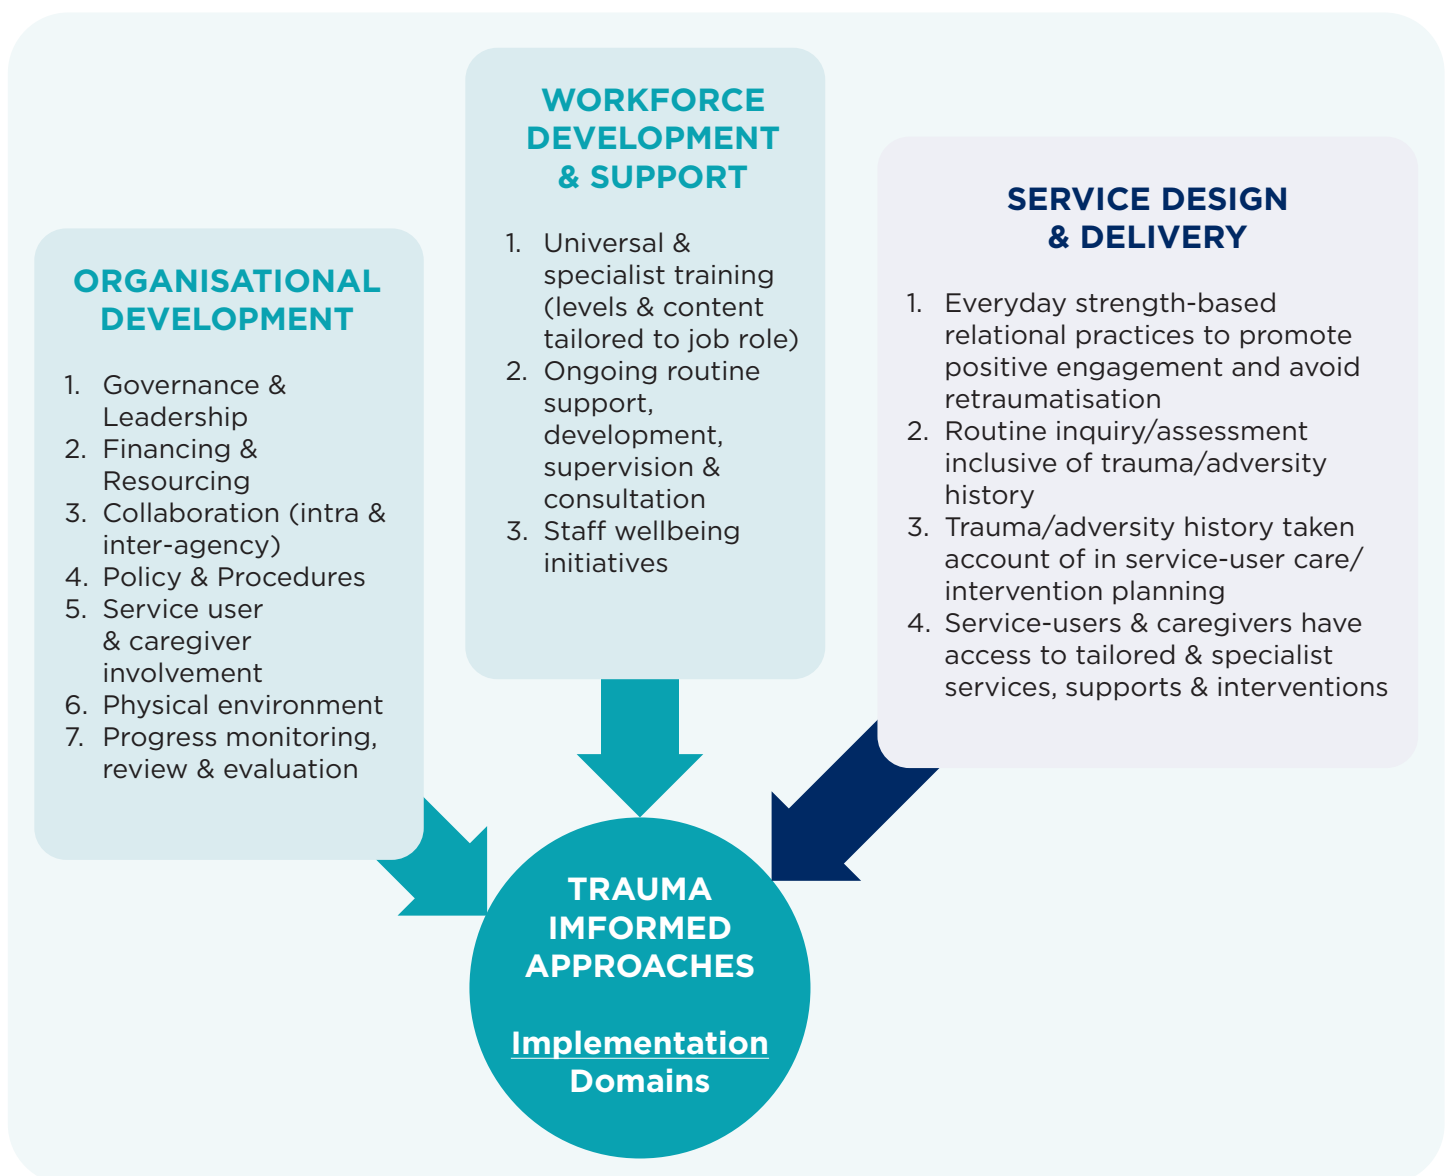 ORGANISATIONAL
DEVELOPMENT
1. Governance &
Leadership
2. Financing &
Resourcing
3. Collaboration (intra &
inter-agency)
4. Policy & Procedures
5. Service user
& caregiver
involvement
6. Physical environment
7. Progress monitoring,
review & evaluation
WORKFORCE
DEVELOPMENT
& SUPPORT
1. Universal &
specialist training
(levels & content
tailored to job role)
2. Ongoing routine
support,
development,
supervision &
consultation
3. Staff wellbeing
initiatives
SERVICE DESIGN
& DELIVERY
1. Everyday strength-based
relational practices to promote
positive engagement and avoid
retraumatisation
2. Routine inquiry/assessment
inclusive of trauma/adversity
history
3. Trauma/adversity history taken
account of in service-user care/
intervention planning
4. Service-users & caregivers have
access to tailored & specialist
services, supports & interventions
TRAUMA
IMFORMED
APPROACHES
Implementation
Domains